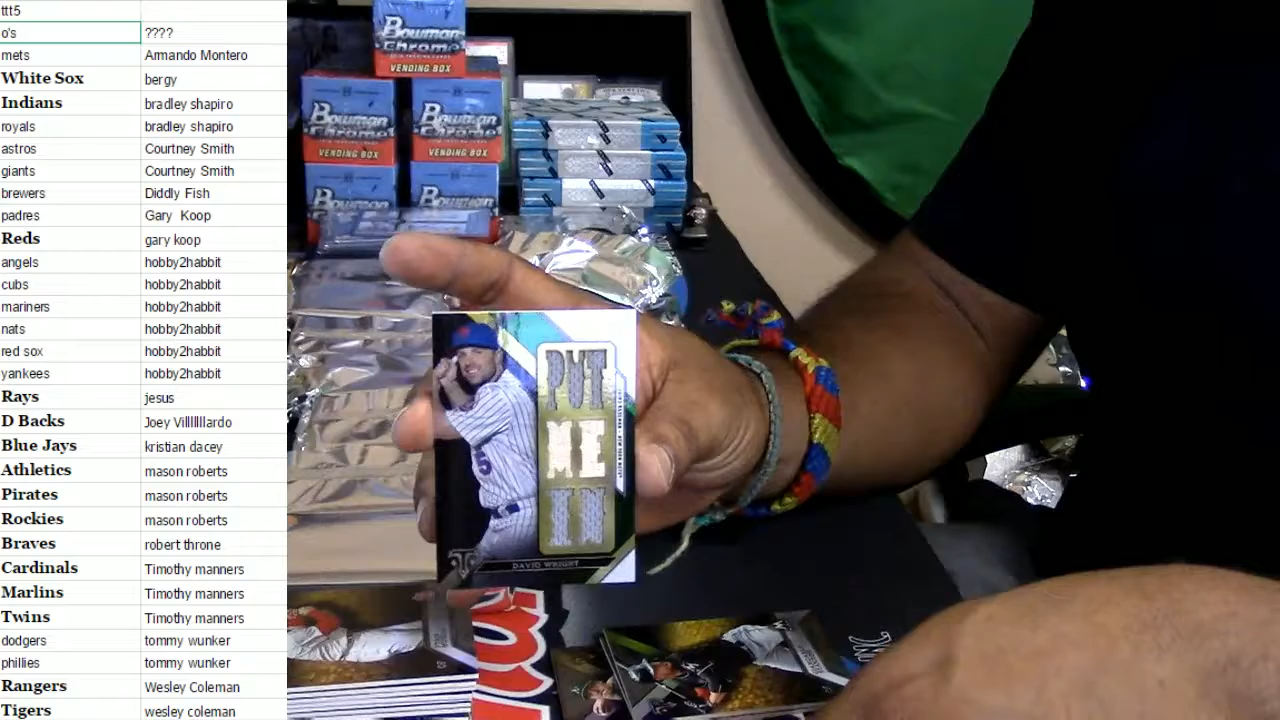 ttt5
o's ????
mets Armando Montero
White Sox bergy
Indians bradley shapiro
royals bradley shapiro
astros Courtney Smith
giants Courtney Smith
brewers Diddly Fish
padres Gary Koop
Reds gary koop
angels hobby2habbit
cubs hobby2habbit
mariners hobby2habbit
nats hobby2habbit
red sox hobby2habbit
yankees hobby2habbit
Rays jesus
D Backs Joey Villlllllardo
Blue Jays kristian dacey
Athletics mason roberts
Pirates mason roberts
Rockies mason roberts
Braves robert throne
Cardinals Timothy manners
Marlins Timothy manners
Twins Timothy manners
dodgers tommy wunker
phillies tommy wunker
Rangers Wesley Coleman
Tigers wesley coleman
Bowman
Chrome
VENDING BOX
Bowman
Chrome
VENDING BOX
Bowman
Chrome
VENDING BOX
Bowman
Bowman
PUT
ME
IN
5
DAVID WRIGHT